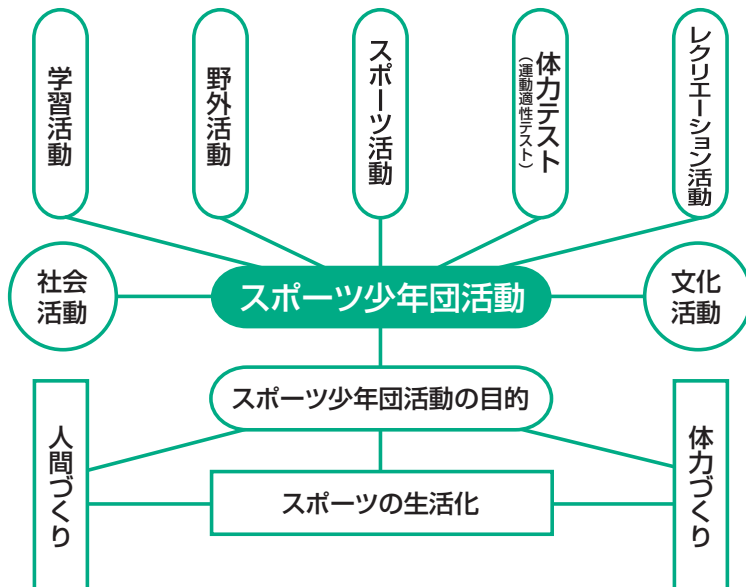 学習活動
野外活動
スポーツ活動
体力テスト
（運動適性テスト）
レクリエーション活動
社会
活動
スポーツ少年団活動
文化
活動
スポーツ少年団活動の目的
人間づくり
スポーツの生活化
体力づくり